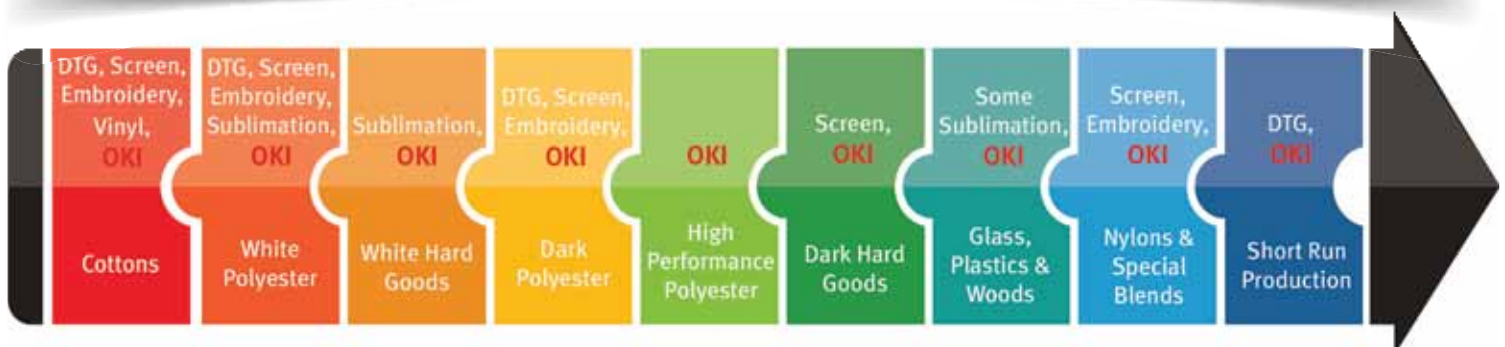 DTG, Screen,
Embroidery,
Vinyl,
OKI
Cottons
DTG, Screen,
Embroidery,
Sublimation,
OKI
White
Polyester
Sublimation,
OKI
White Hard
Goods
DTG, Screen,
Embroidery,
OKI
Dark
Polyester
OKI
High
Performance
Polyester
Screen,
OKI
Dark Hard
Goods
Some
Sublimation,
OKI
Glass,
Plastics &
Woods
Screen,
Embroidery,
OKI
Nylons &
Special
Blends
DTG,
OKI
Short Run
Production